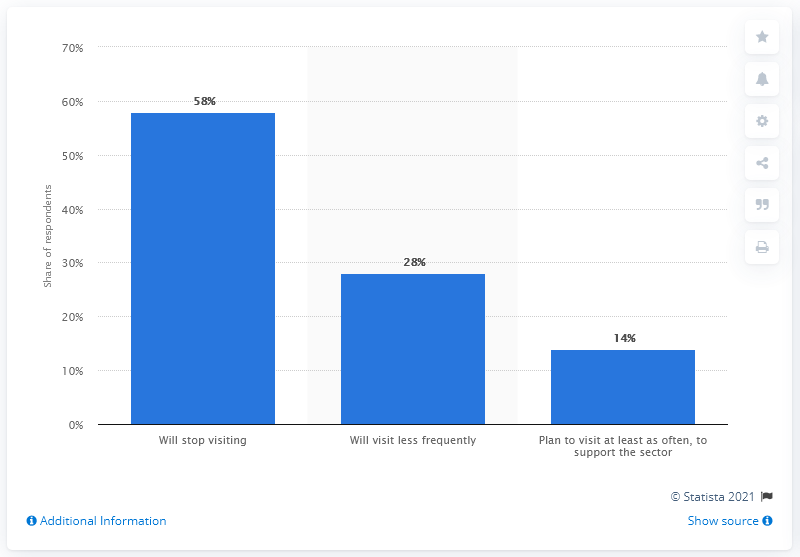 70%
60%
50%
40%
30%
20%
10%
0%
Share of respondents
58%
28%
14%
Will stop visiting
Will visit less frequently
Plan to visit at least as often, to
support the sector
© Statista 2021
Additional Information
Show source